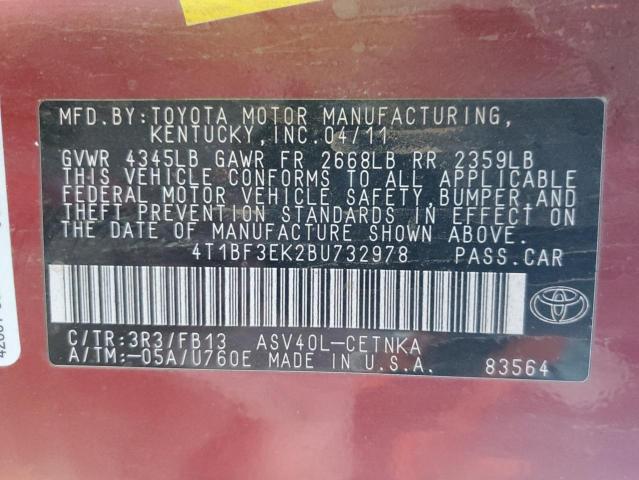 MFD.BY:TOYOTA MOTOR MANUFACTURING,
KENTUCKY,INC.04/11
GVWR 4345LB GAWR FR 2668LB RR 2359LB
THIS VEHICLE CONFORMS TO ALL APPLICABLE
FEDERAL MOTOR VEHICLE SAFETY,BUMPER,AND
THEFT PREVENTION STANDARDS IN EFFECT ON
THE DATE OF MANUFACTURE SHOWN ABOVE.
4T1BF3EK2BU732978 PASS.CAR
C/TR:3R3/FB13 ASV40L-CETNKA
A/TM:-05A/U760E MADE IN U.S.A. 83564